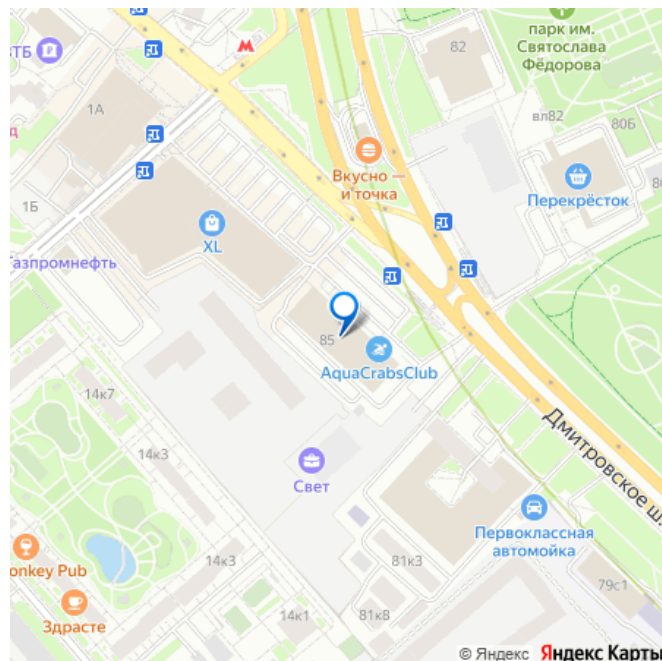 82
парк им.
Святослава
Фёдорова
ВТБ
1А
вл82
80Б
Вкусно —
и точка
Перекрёсток
1Б
XL
Газпромнефть
85
AquaCrabsClub
14к7
14к3
Дмитровское ш
Свет
Первоклассная
автомойка
onkey Pub
14к3
81к3
79с1
Здрасте
14к1
81к8
© Яндекс Яндекс Карты